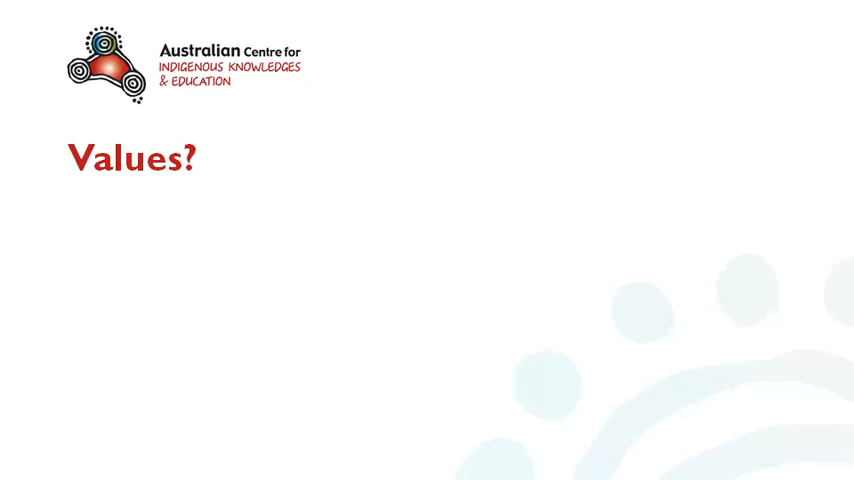 Australian Centre for
INDIGENOUS KNOWLEDGES
& EDUCATION
Values?